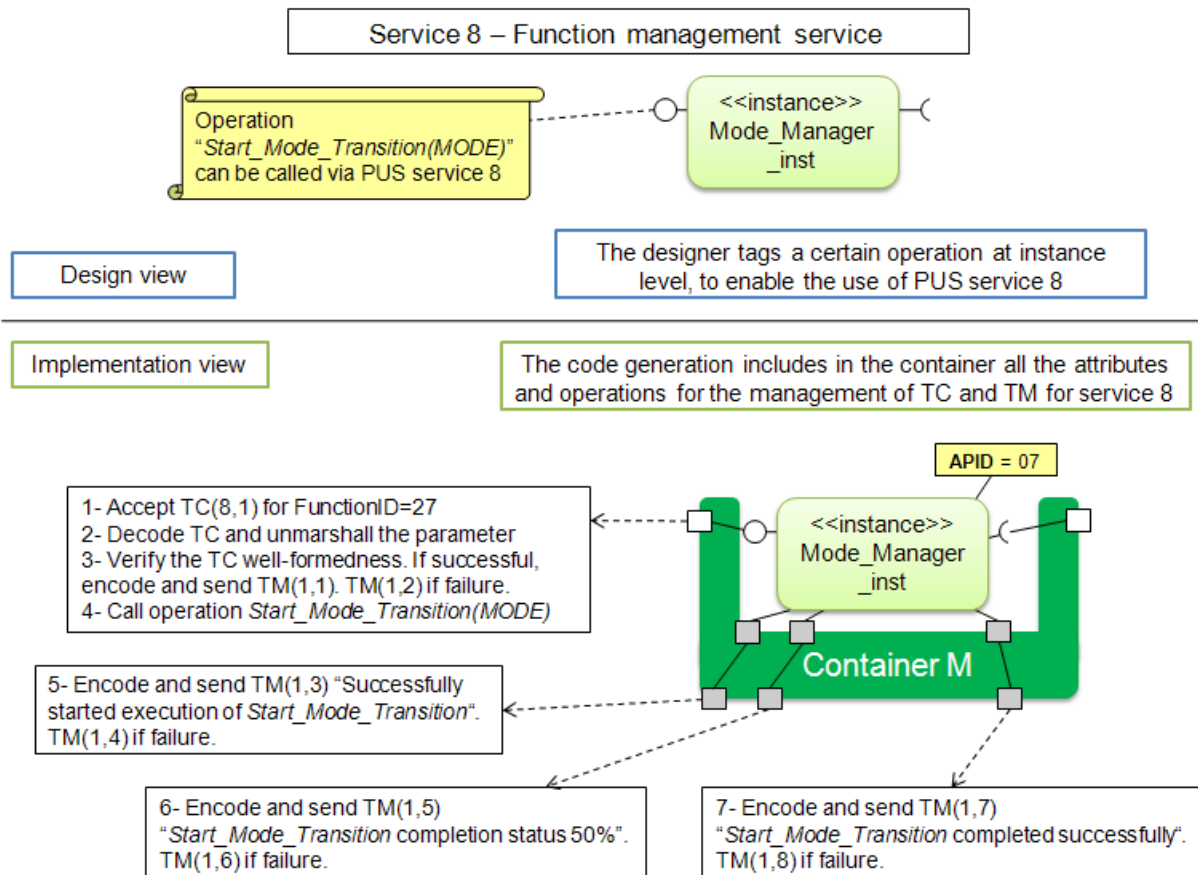 Service 8 – Function management service
Operation
“Start_Mode_Transition(MODE)”
can be called via PUS service 8
<<instance>>
Mode_Manager
_inst
Design view
The designer tags a certain operation at instance
level, to enable the use of PUS service 8
Implementation view
The code generation includes in the container all the attributes
and operations for the management of TC and TM for service 8
APID = 07
1- Accept TC(8,1) for FunctionID=27
2- Decode TC and unmarshall the parameter
3- Verify the TC well-formedness. If successful,
encode and send TM(1,1). TM(1,2) if failure.
4- Call operation Start_Mode_Transition(MODE)
<<instance>>
Mode_Manager
_inst
Container M
5- Encode and send TM(1,3) “Successfully
started execution of Start_Mode_Transition“.
TM(1,4) if failure.
6- Encode and send TM(1,5)
“Start_Mode_Transition completion status 50%”.
TM(1,6) if failure.
7- Encode and send TM(1,7)
“Start_Mode_Transition completed successfully“.
TM(1,8) if failure.